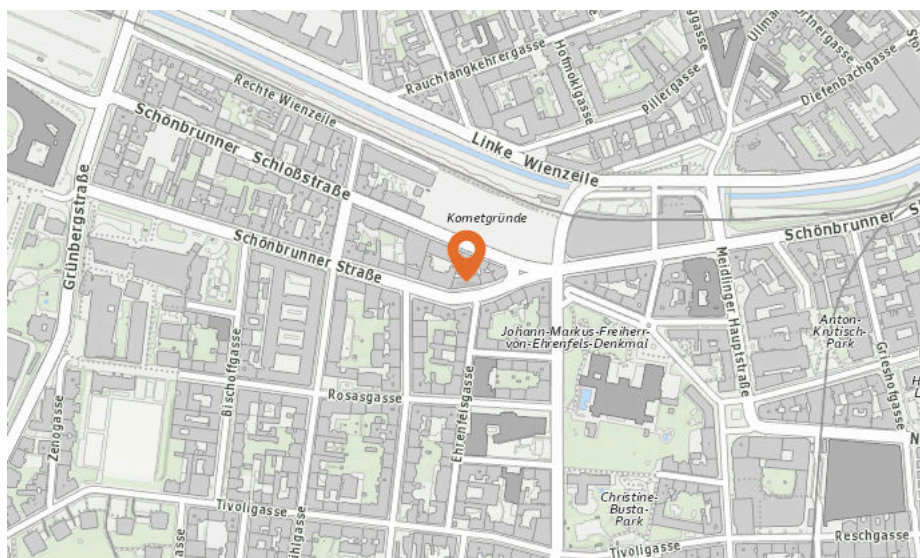 Rauchfangkehrergasse
Hofmoklgasse
Pillergasse
Diefenbachgasse
Rechte Wienzeile
Linke Wienzeile
Schönbrunner Schloßstraße
Grünbergstraße
Kometgründe
Schönbrunner Straße
Schönbrunner
Meidlinger Hauptstraße
Johann-Markus-Freiherr-
von-Ehrenfels-Denkmal
Anton-
Krutisch-
Park
Grieshofgasse
Bischoffgasse
Zenogasse
Rosasgasse
Ehrenfelsgasse
Christine-
Busta-
Park
Tivoligasse
Tivoligasse
Reschgasse